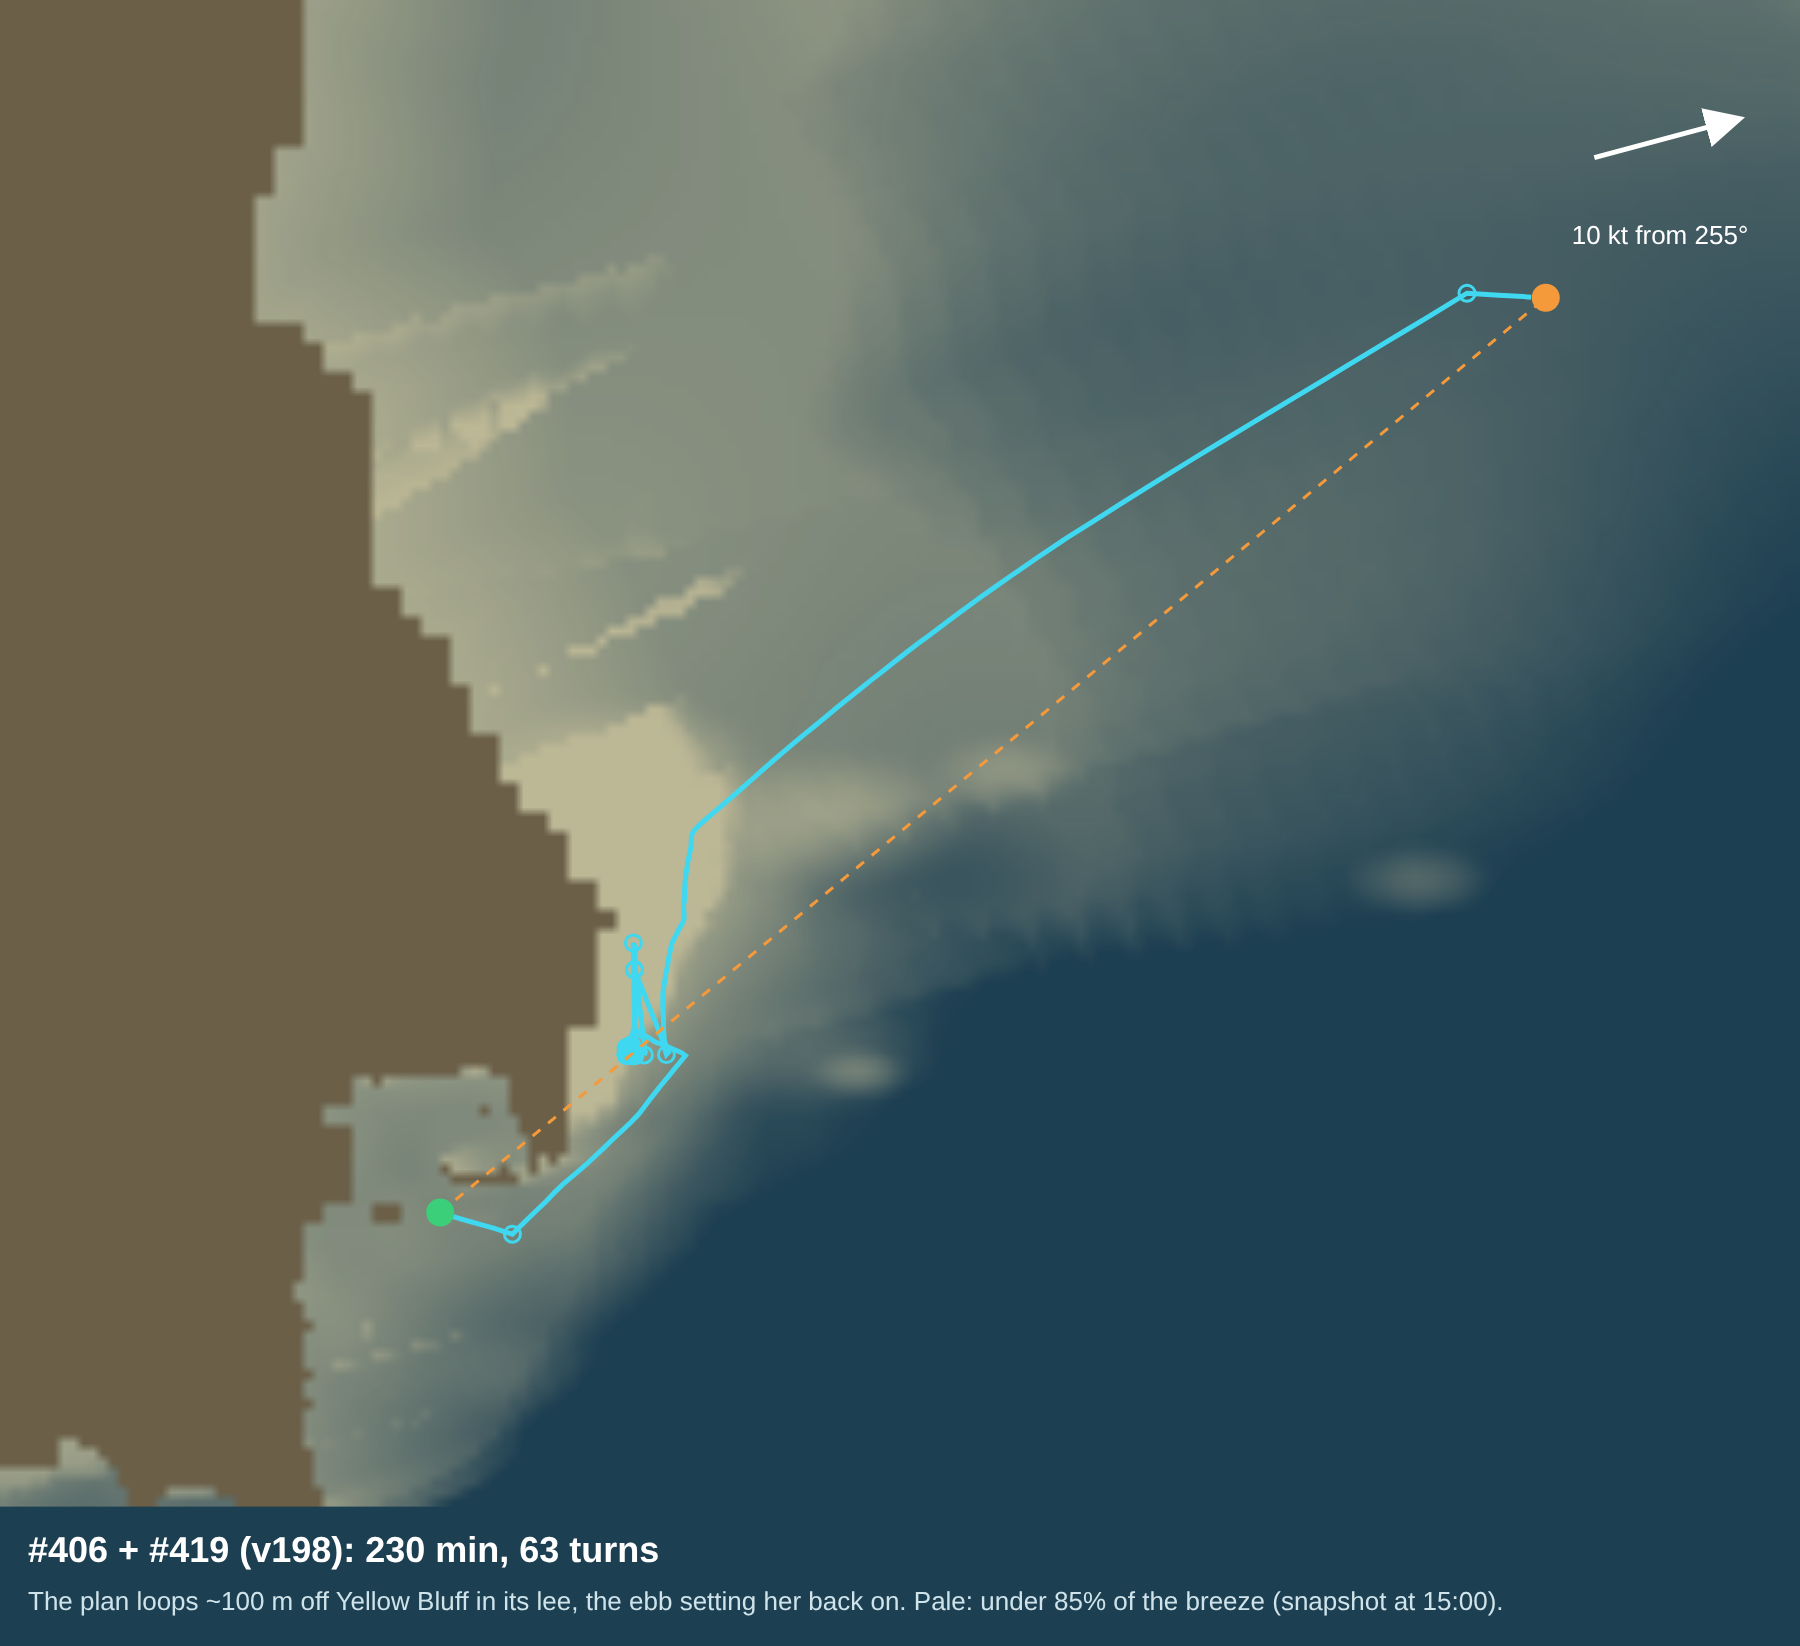 10 kt from 255°
#406 + #419 (v198): 230 min, 63 turns
The plan loops ~100 m off Yellow Bluff in its lee, the ebb setting her back on. Pale: under 85% of the breeze (snapshot at 15:00).